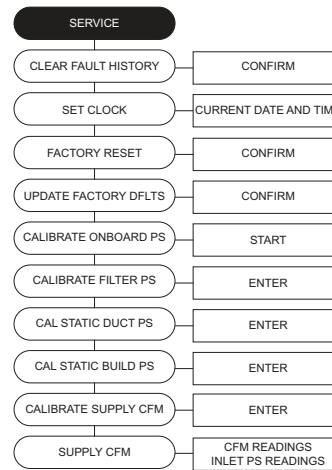 SERVICE
CLEAR FAULT HISTORY
CONFIRM
SET CLOCK
CURRENT DATE AND TIM
FACTORY RESET
CONFIRM
UPDATE FACTORY DFLTS
CONFIRM
CALIBRATE ONBOARD PS
START
CALIBRATE FILTER PS
ENTER
CAL STATIC DUCT PS
ENTER
CAL STATIC BUILD PS
ENTER
CALIBRATE SUPPLY CFM
ENTER
SUPPLY CFM
CFM READINGS
INLET PS READINGS